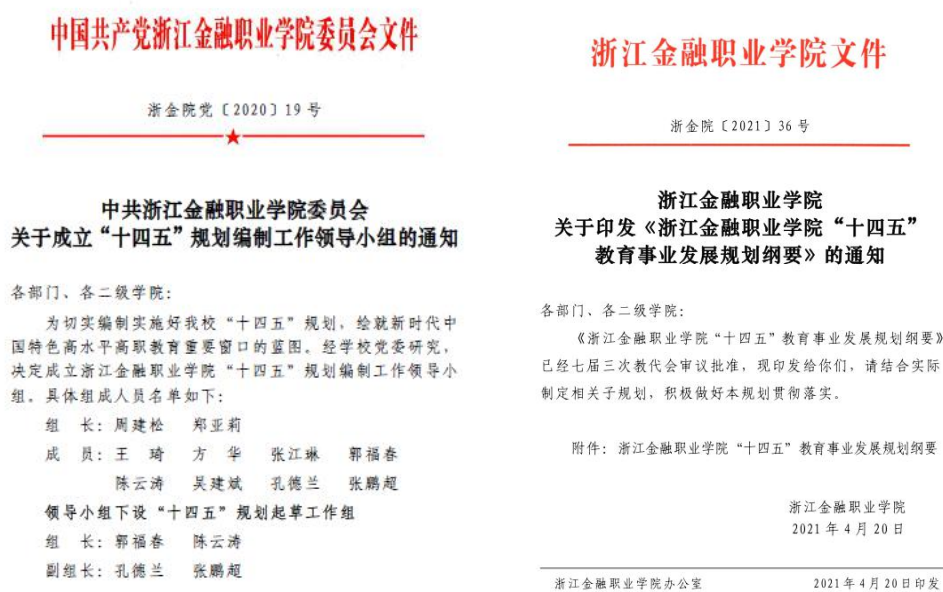 中国共产党浙江金融职业学院委员会文件
浙金院党〔2020〕19号
中共浙江金融职业学院委员会
关于成立“十四五”规划编制工作领导小组的通知
各部门、各二级学院：
为切实编制实施好我校“十四五”规划，绘就新时代中
国特色高水平高职教育重要窗口的蓝图。经学校党委研究，
决定成立浙江金融职业学院“十四五”规划编制工作领导小
组。具体组成人员名单如下：
组 长：周建松 郑亚莉
成 员：王 琦 方 华 张江琳 郭福春
陈云涛 吴建斌 孔德兰 张鹏超
领导小组下设“十四五”规划起草工作组
组 长：郭福春 陈云涛
副组长：孔德兰 张鹏超
浙江金融职业学院文件
浙金院〔2021〕36号
浙江金融职业学院
关于印发《浙江金融职业学院“十四五”
教育事业发展规划纲要》的通知
各部门、各二级学院：
《浙江金融职业学院“十四五”教育事业发展规划纲要》
已经七届三次教代会审议批准，现印发给你们，请结合实际
制定相关子规划，积极做好本规划贯彻落实。
附件：浙江金融职业学院“十四五”教育事业发展规划纲要
浙江金融职业学院
2021年4月20日
浙江金融职业学院办公室 2021年4月20日印发